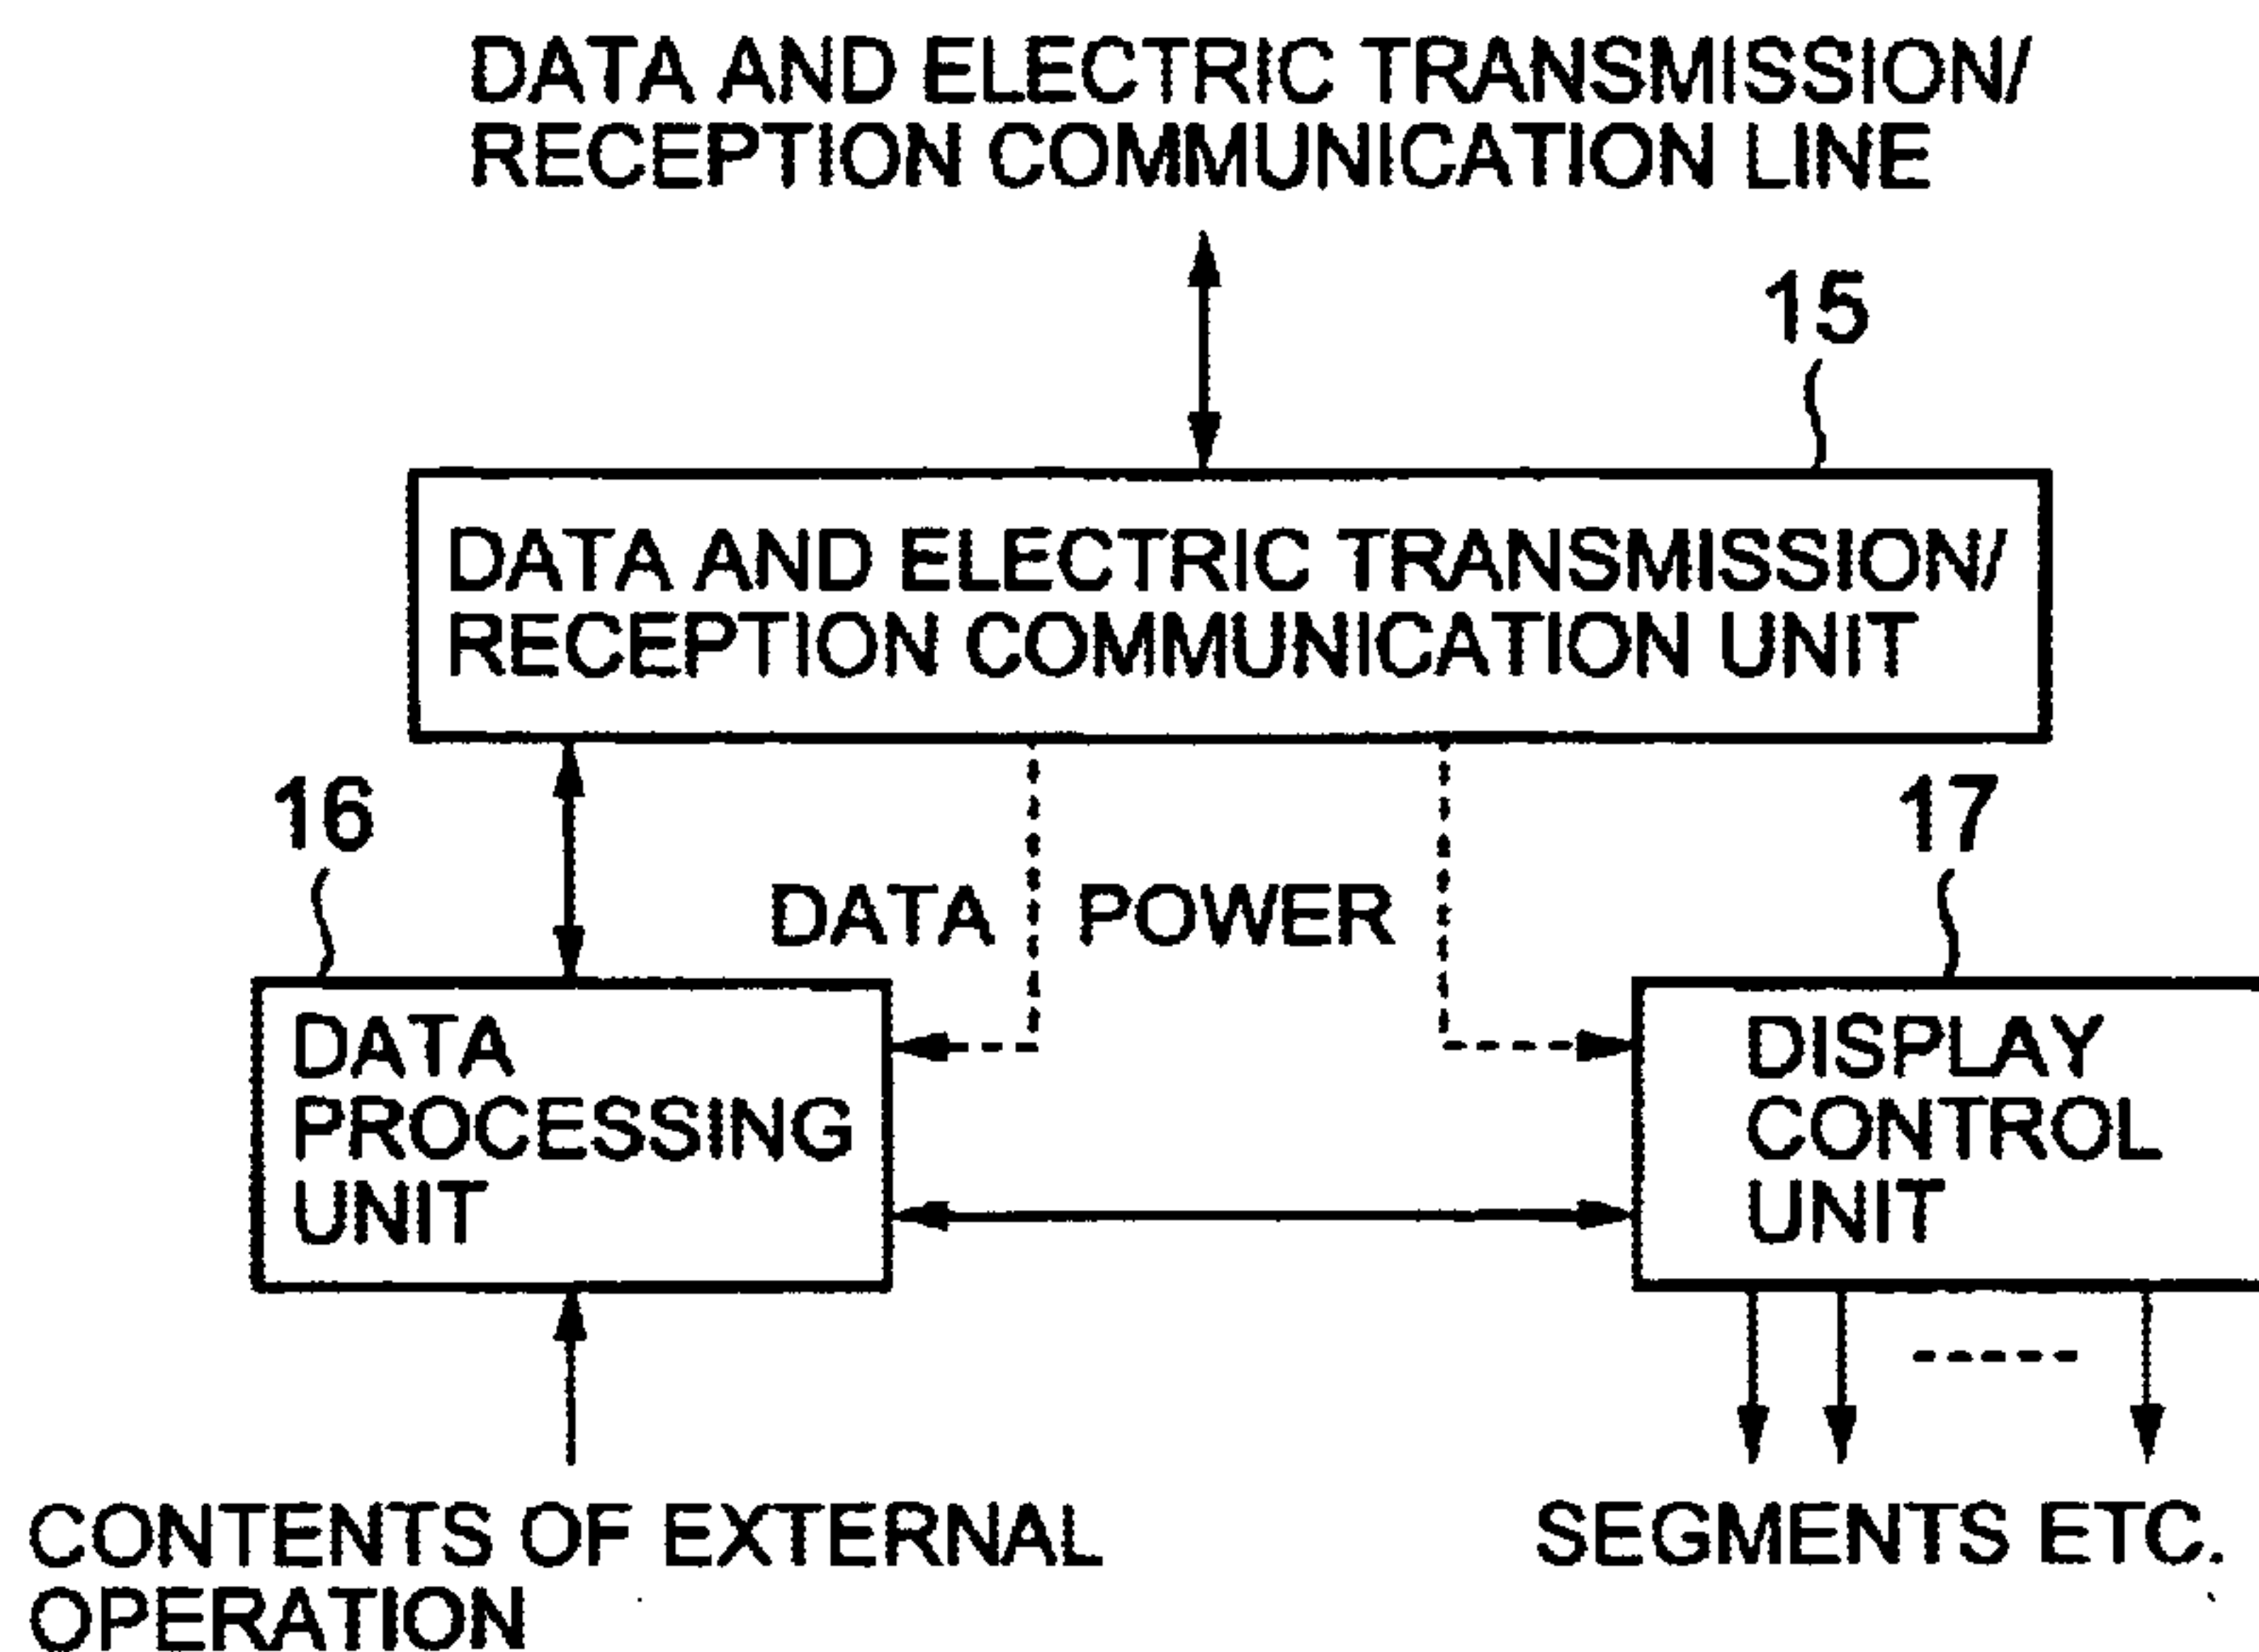 DATA AND ELECTRIC TRANSMISSION/
RECEPTION COMMUNICATION LINE
15
DATA AND ELECTRIC TRANSMISSION/
RECEPTION COMMUNICATION UNIT
16
17
DATA POWER
DATA
PROCESSING
UNIT
DISPLAY
CONTROL
UNIT
CONTENTS OF EXTERNAL
OPERATION
SEGMENTS ETC.